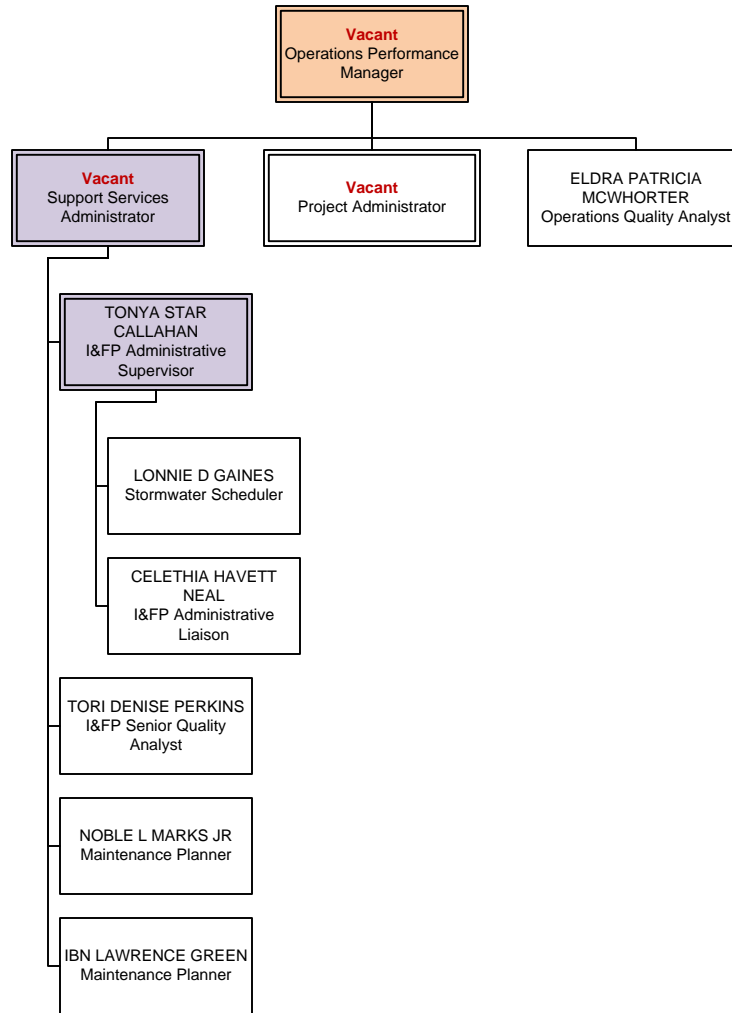 Vacant
Operations Performance
Manager
Vacant
Support Services
Administrator
Vacant
Project Administrator
ELDRA PATRICIA
MCWHORTER
Operations Quality Analyst
TONYA STAR
CALLAHAN
I&FP Administrative
Supervisor
LONNIE D GAINES
Stormwater Scheduler
CELETHIA HAVETT
NEAL
I&FP Administrative
Liaison
TORI DENISE PERKINS
I&FP Senior Quality
Analyst
NOBLE L MARKS JR
Maintenance Planner
IBN LAWRENCE GREEN
Maintenance Planner